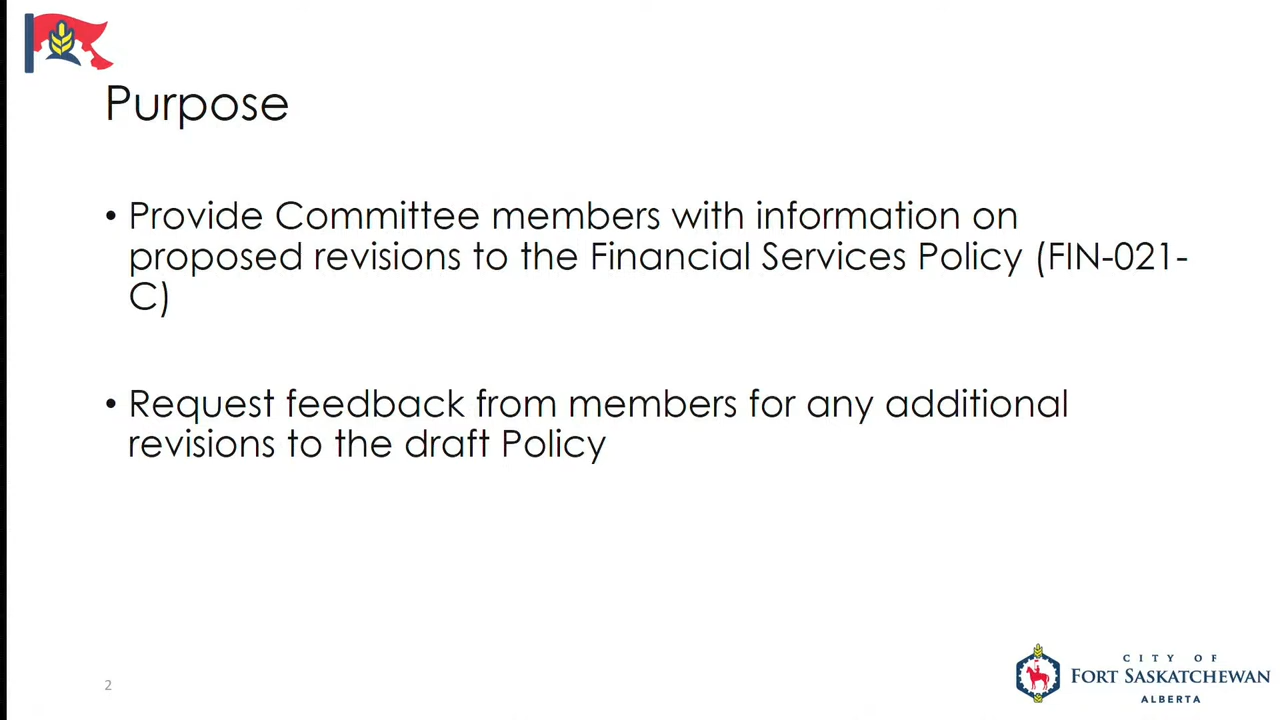 Purpose
• Provide Committee members with information on
proposed revisions to the Financial Services Policy (FIN-021-
C)
• Request feedback from members for any additional
revisions to the draft Policy
2
CITY OF
FORT SASKATCHEWAN
ALBERTA